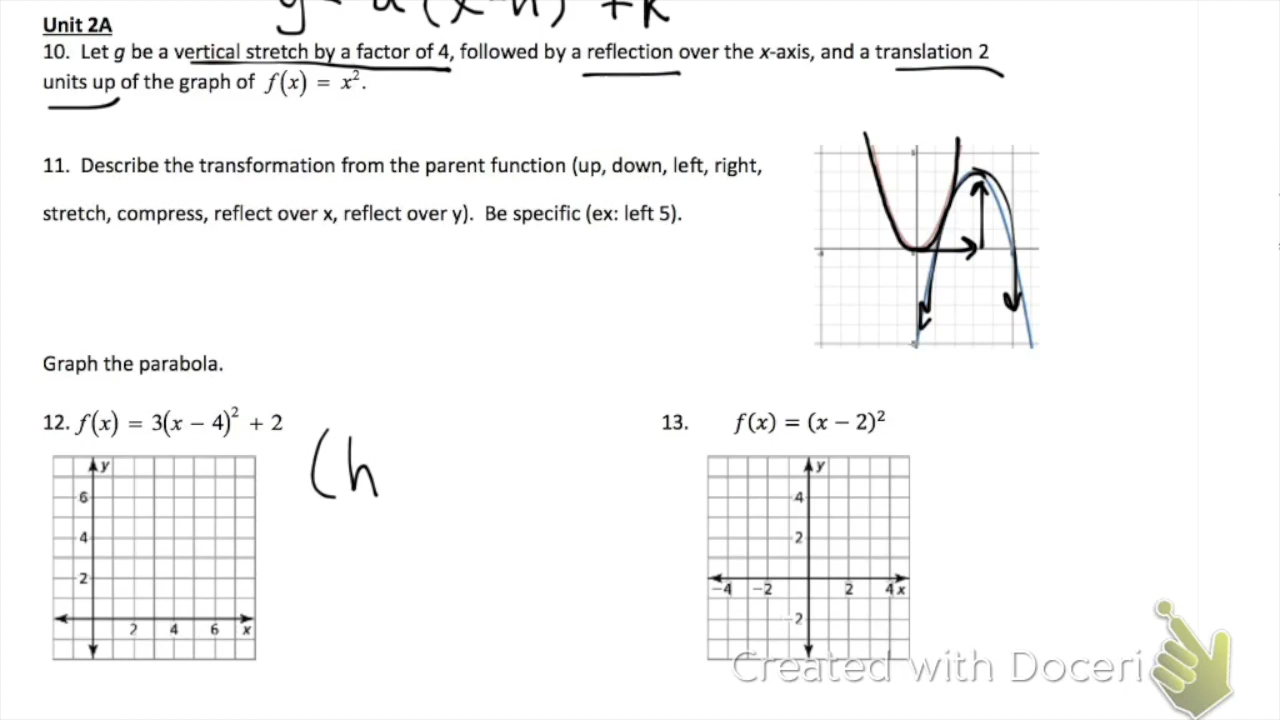 y = a(x-h) + k
Unit 2A
10. Let g be a vertical stretch by a factor of 4, followed by a reflection over the x-axis, and a translation 2
units up of the graph of f(x) = x².
11. Describe the transformation from the parent function (up, down, left, right,
stretch, compress, reflect over x, reflect over y). Be specific (ex: left 5).
Graph the parabola.
12. f(x) = 3(x − 4)² + 2
13. f(x) = (x − 2)²
(h
y
6
4
2
2 4 6 x
y
4
2
−4 −2 2 4 x
2
Created with Doceri